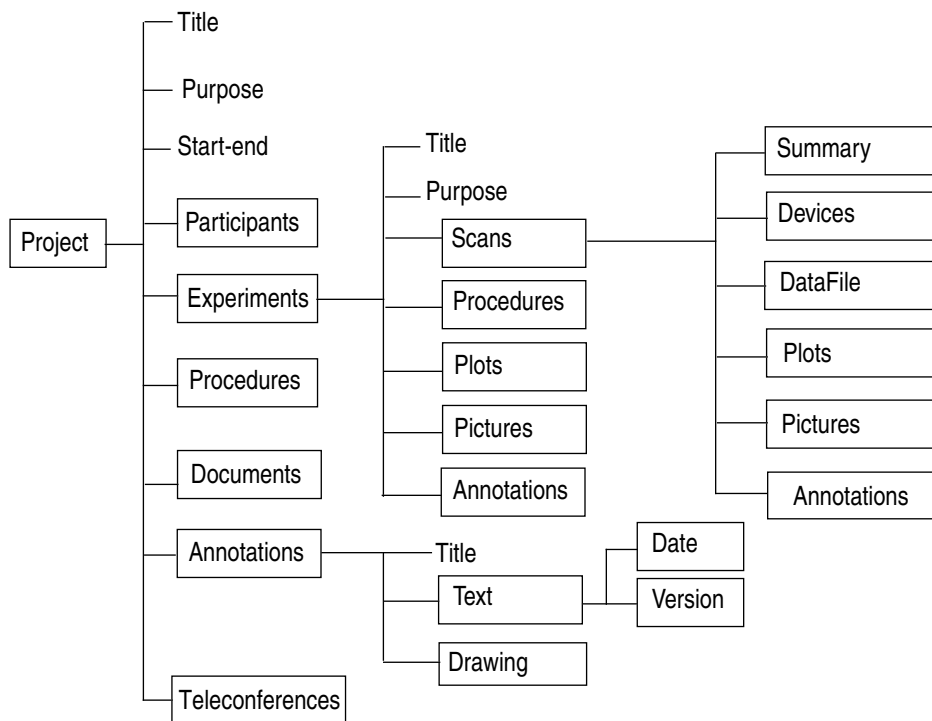 Project
Title
Purpose
Start-end
Participants
Experiments
Procedures
Documents
Annotations
Teleconferences
Title
Purpose
Scans
Procedures
Plots
Pictures
Annotations
Title
Text
Drawing
Date
Version
Summary
Devices
DataFile
Plots
Pictures
Annotations